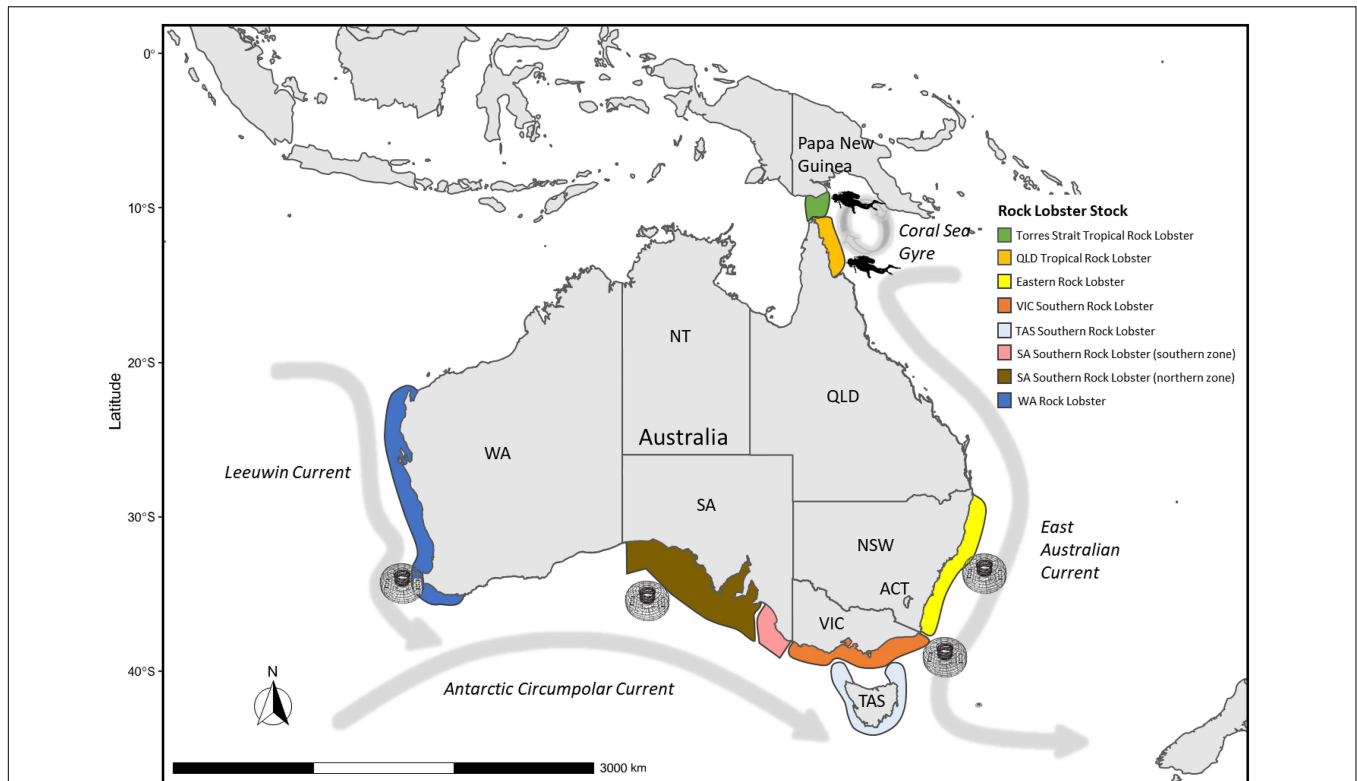 0°
10°S
20°S
30°S
40°S
Latitude
Papa New
Guinea
Coral Sea
Gyre
Rock Lobster Stock
Torres Strait Tropical Rock Lobster
QLD Tropical Rock Lobster
Eastern Rock Lobster
VIC Southern Rock Lobster
TAS Southern Rock Lobster
SA Southern Rock Lobster (southern zone)
SA Southern Rock Lobster (northern zone)
WA Rock Lobster
NT
QLD
Australia
WA
Leeuwin Current
SA
NSW
ACT
VIC
East
Australian
Current
Antarctic Circumpolar Current
TAS
N
3000 km